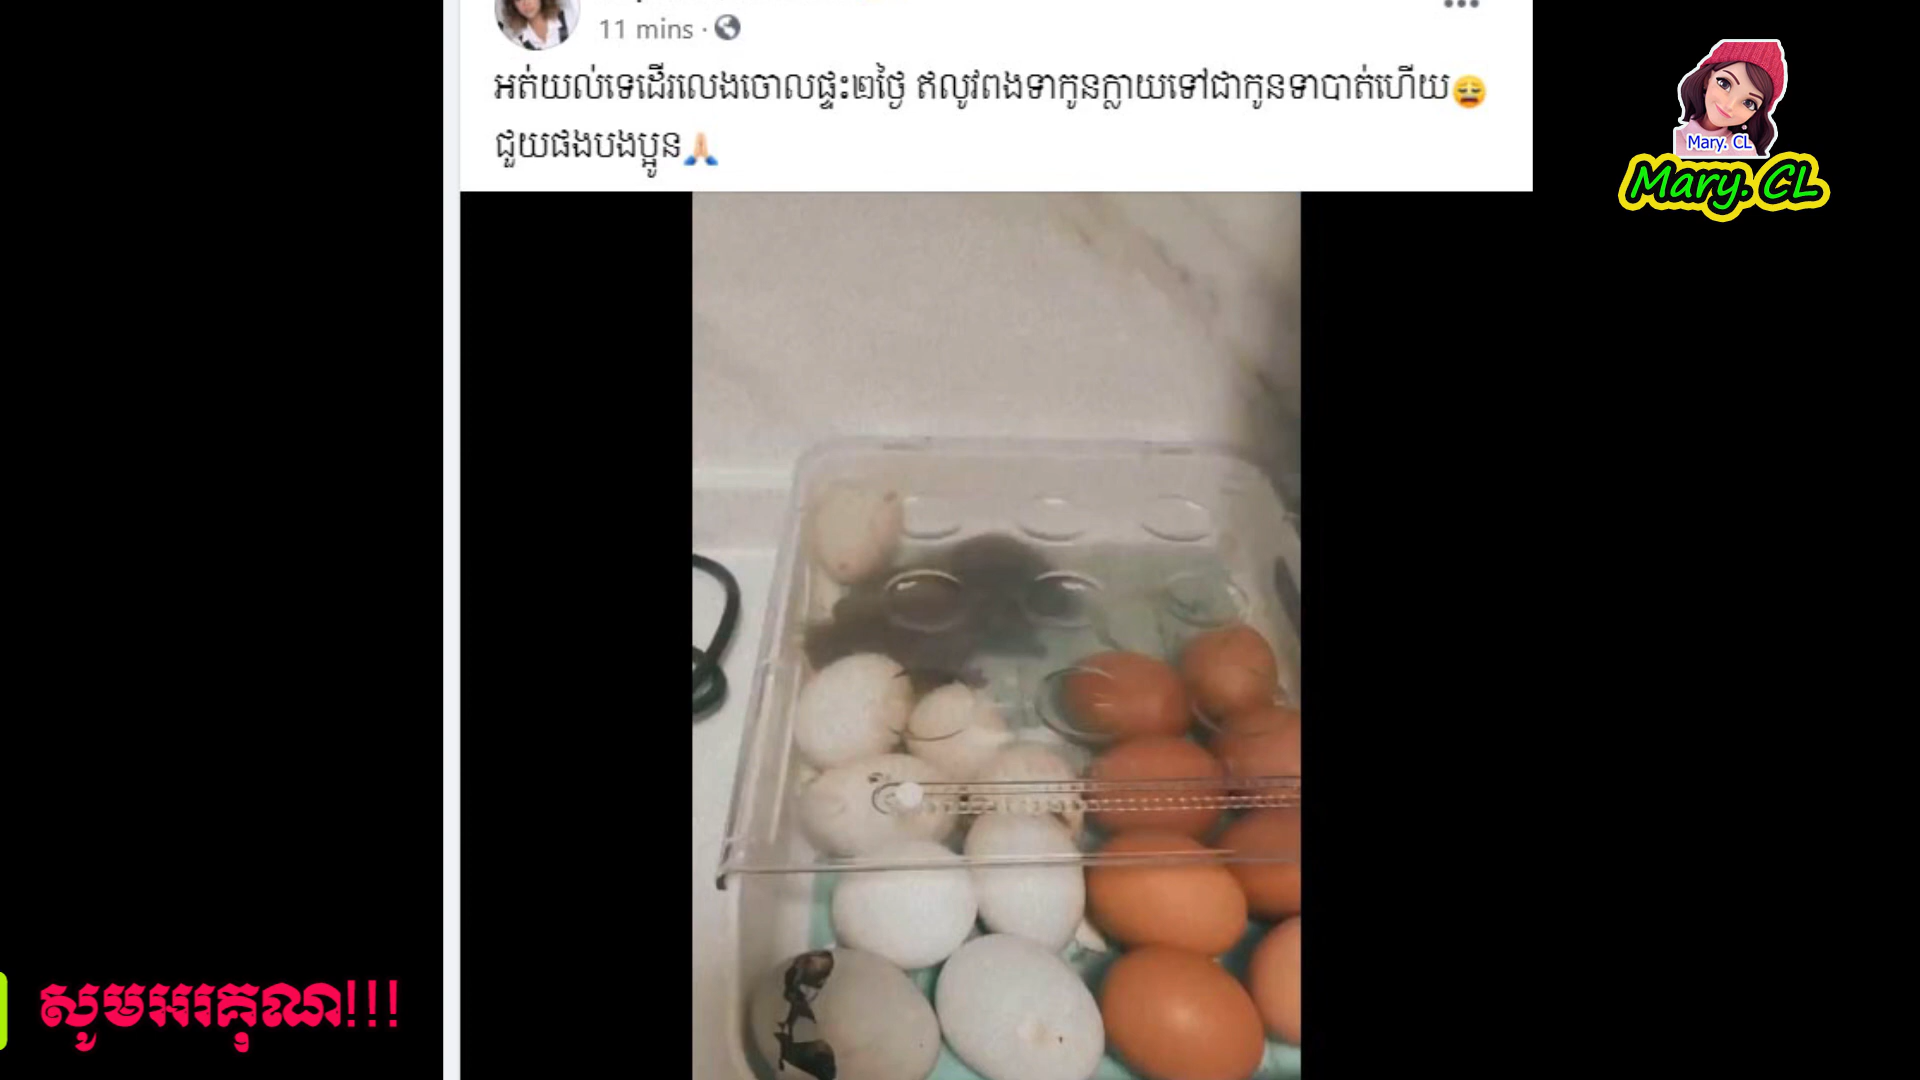 11 mins ·
អត់យល់ទេដើរលេងចោលផ្ទះ២ថ្ងៃ ឥលូវពងទាកូនក្លាយទៅជាកូនទាបាត់ហើយ😩
ជួយផងបងប្អូន🙏🏻
Mary. CL
Mary. CL
សូមអរគុណ!!!